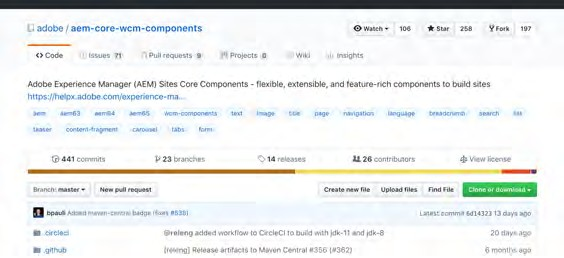 adobe / aem-core-wcm-components
Watch 106 Star 258 Fork 197
Code Issues 71 Pull requests 9 Projects 0 Wiki Insights
Adobe Experience Manager (AEM) Sites Core Components - flexible, extensible, and feature-rich components to build sites
https://helpx.adobe.com/experience-ma...
aem aem63 aem64 aem65 wcm-components text image title page navigation language breadcrumb search list
teaser content-fragment carousel tabs form
441 commits 23 branches 14 releases 26 contributors View license
Branch: master New pull request Create new file Upload files Find File Clone or download
bpauli Added maven-central badge (fixes #535) Latest commit 6d14323 13 days ago
.circleci @releng added workflow to CircleCI to build with jdk-11 and jdk-8 20 days ago
.github [releng] Release artifacts to Maven Central #356 (#362) 6 months ago